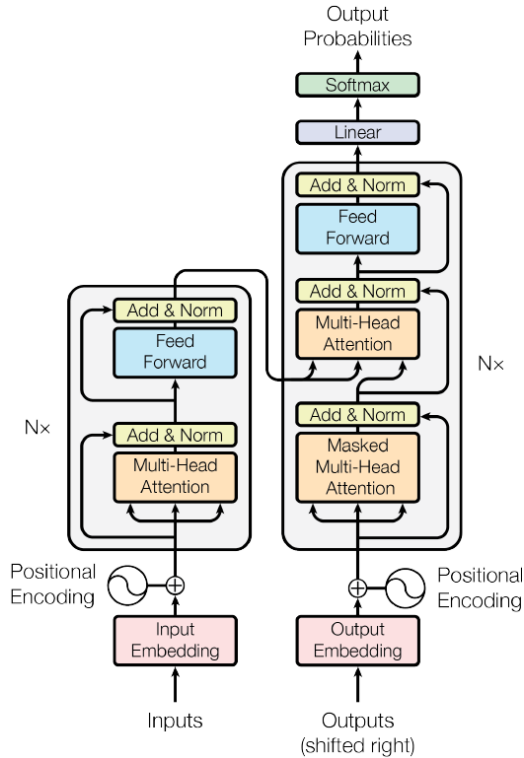 Output
Probabilities
Softmax
Linear
Add & Norm
Feed
Forward
Add & Norm
Multi-Head
Attention
Nx
Add & Norm
Masked
Multi-Head
Attention
Add & Norm
Feed
Forward
Nx
Add & Norm
Multi-Head
Attention
Positional
Encoding
Positional
Encoding
Input
Embedding
Output
Embedding
Inputs
Outputs
(shifted right)